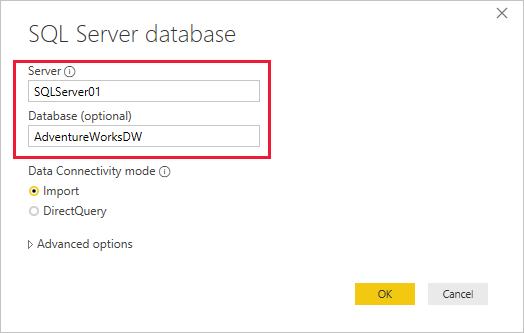 SQL Server database
Server
SQLServer01
Database (optional)
AdventureWorksDW
Data Connectivity mode
Import
DirectQuery
Advanced options
OK Cancel